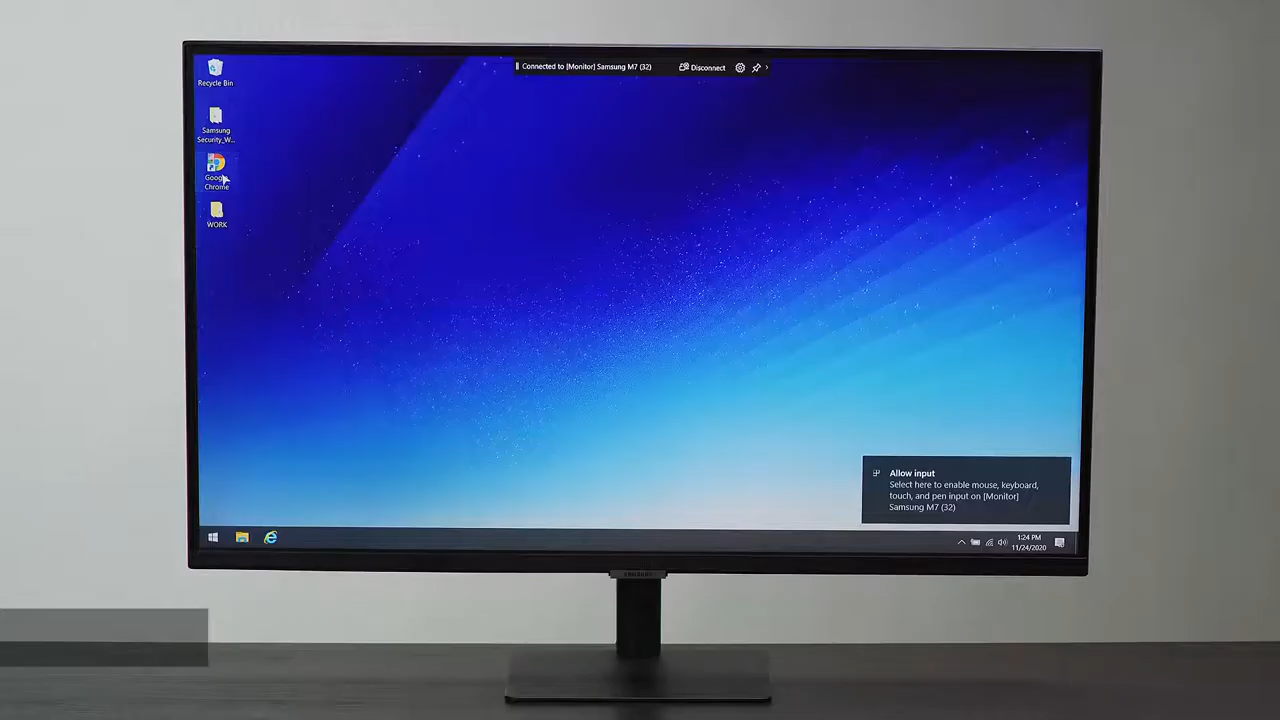 Connected to [Monitor] Samsung M7 (32)
Disconnect
Recycle Bin
Samsung
Security_W...
Google
Chrome
WORK
Allow input
Select here to enable mouse, keyboard,
touch, and pen input on [Monitor]
Samsung M7 (32)
1:24 PM
11/24/2020
SAMSUNG